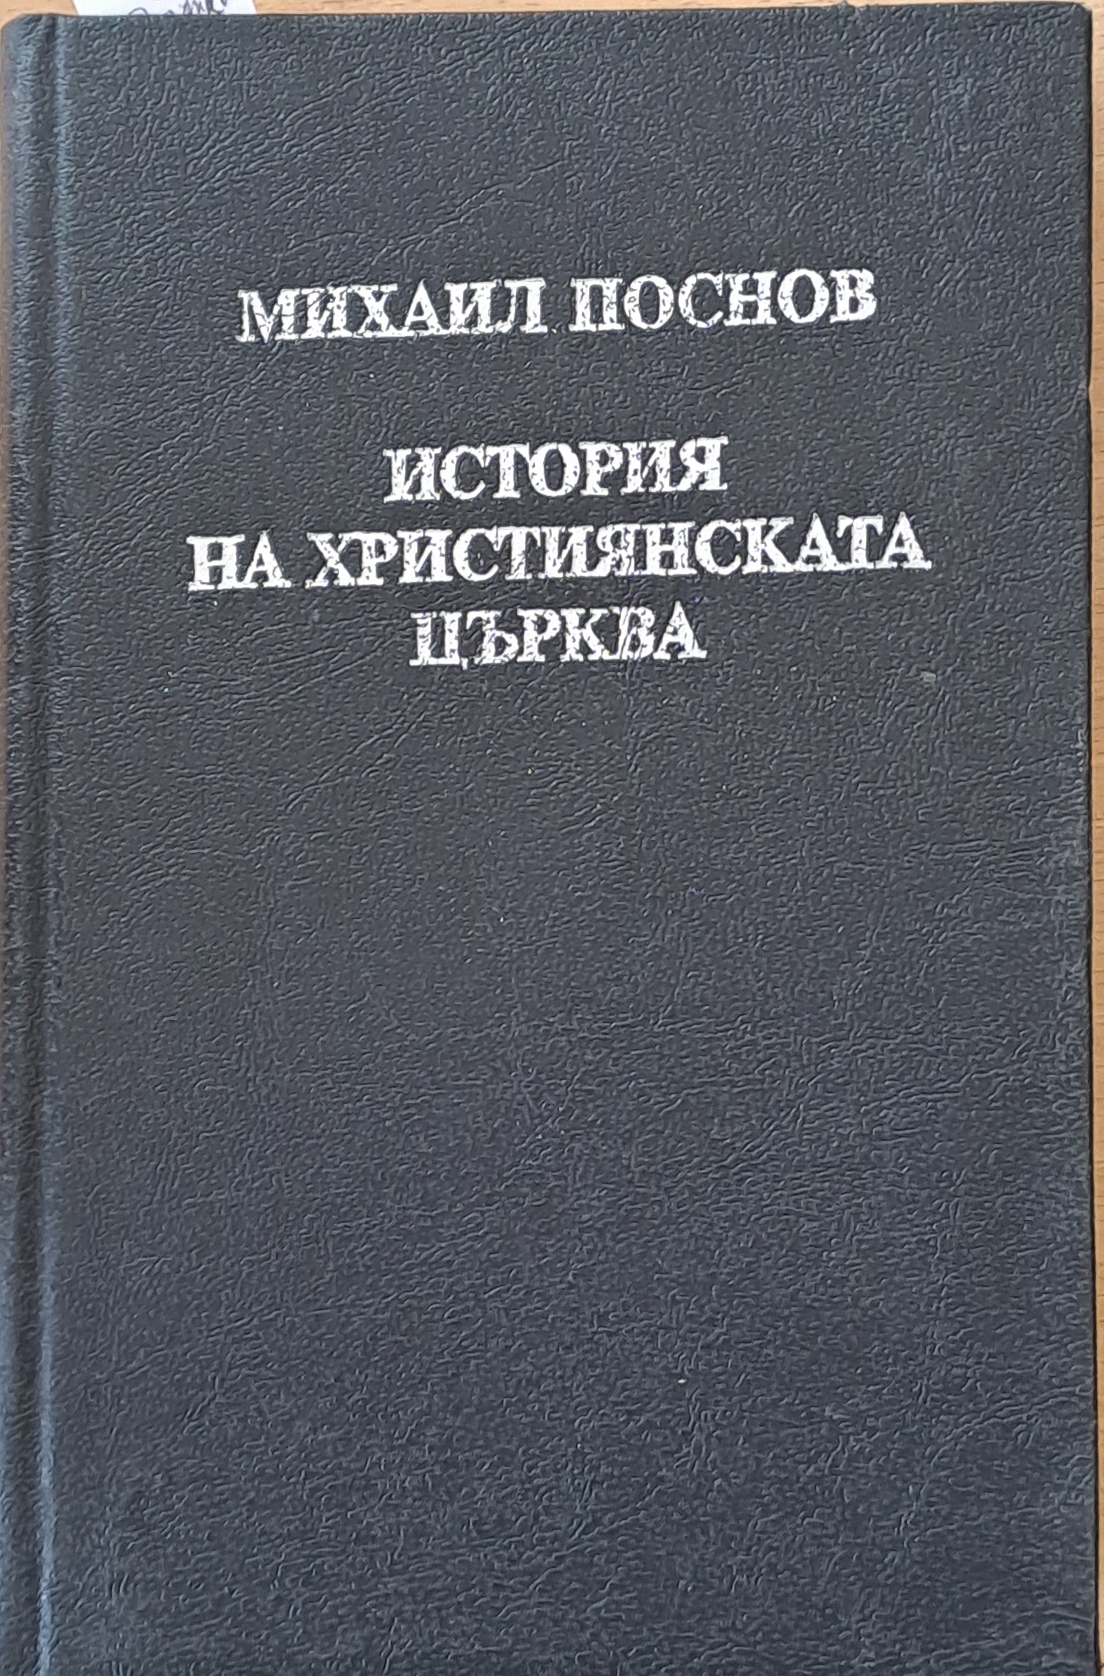 МИХАИЛ ПОСНОВ
ИСТОРИЯ
НА ХРИСТИЯНСКАТА
ЦЪРКВА